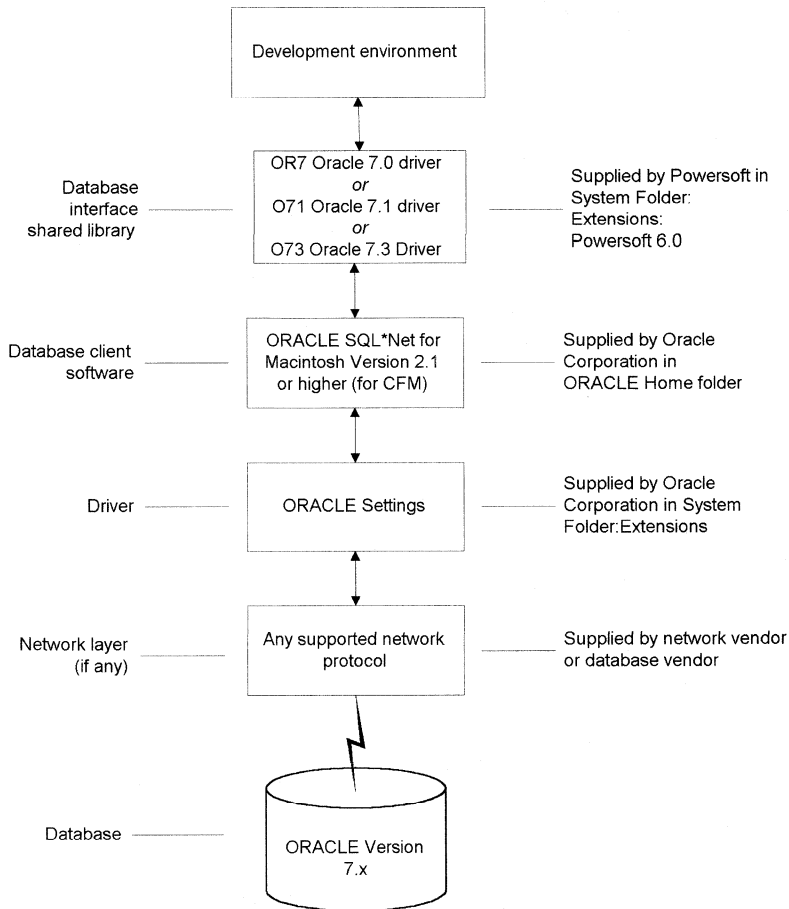 Development environment
Database
interface
shared library
OR7 Oracle 7.0 driver
or
O71 Oracle 7.1 driver
or
O73 Oracle 7.3 Driver
Supplied by Powersoft in
System Folder:
Extensions:
Powersoft 6.0
Database client
software
ORACLE SQL*Net for
Macintosh Version 2.1
or higher (for CFM)
Supplied by Oracle
Corporation in
ORACLE Home folder
Driver
ORACLE Settings
Supplied by Oracle
Corporation in System
Folder:Extensions
Network layer
(if any)
Any supported network
protocol
Supplied by network vendor
or database vendor
Database
ORACLE Version
7.x